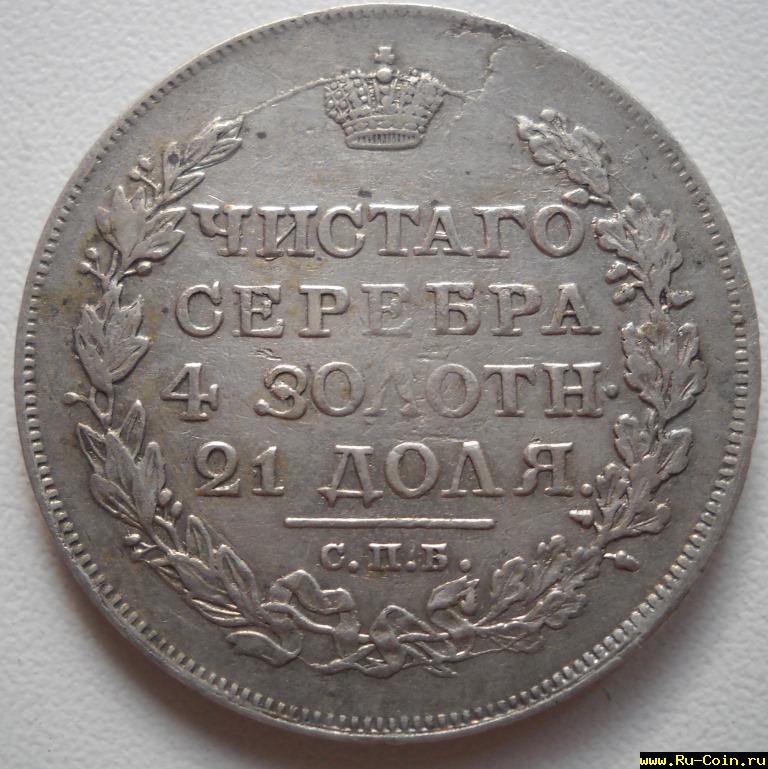 ЧИСТАГО
СЕРЕБРА
4 ЗОЛОТН.
21 ДОЛЯ.
С.П.Б.
www.Ru-Coin.ru